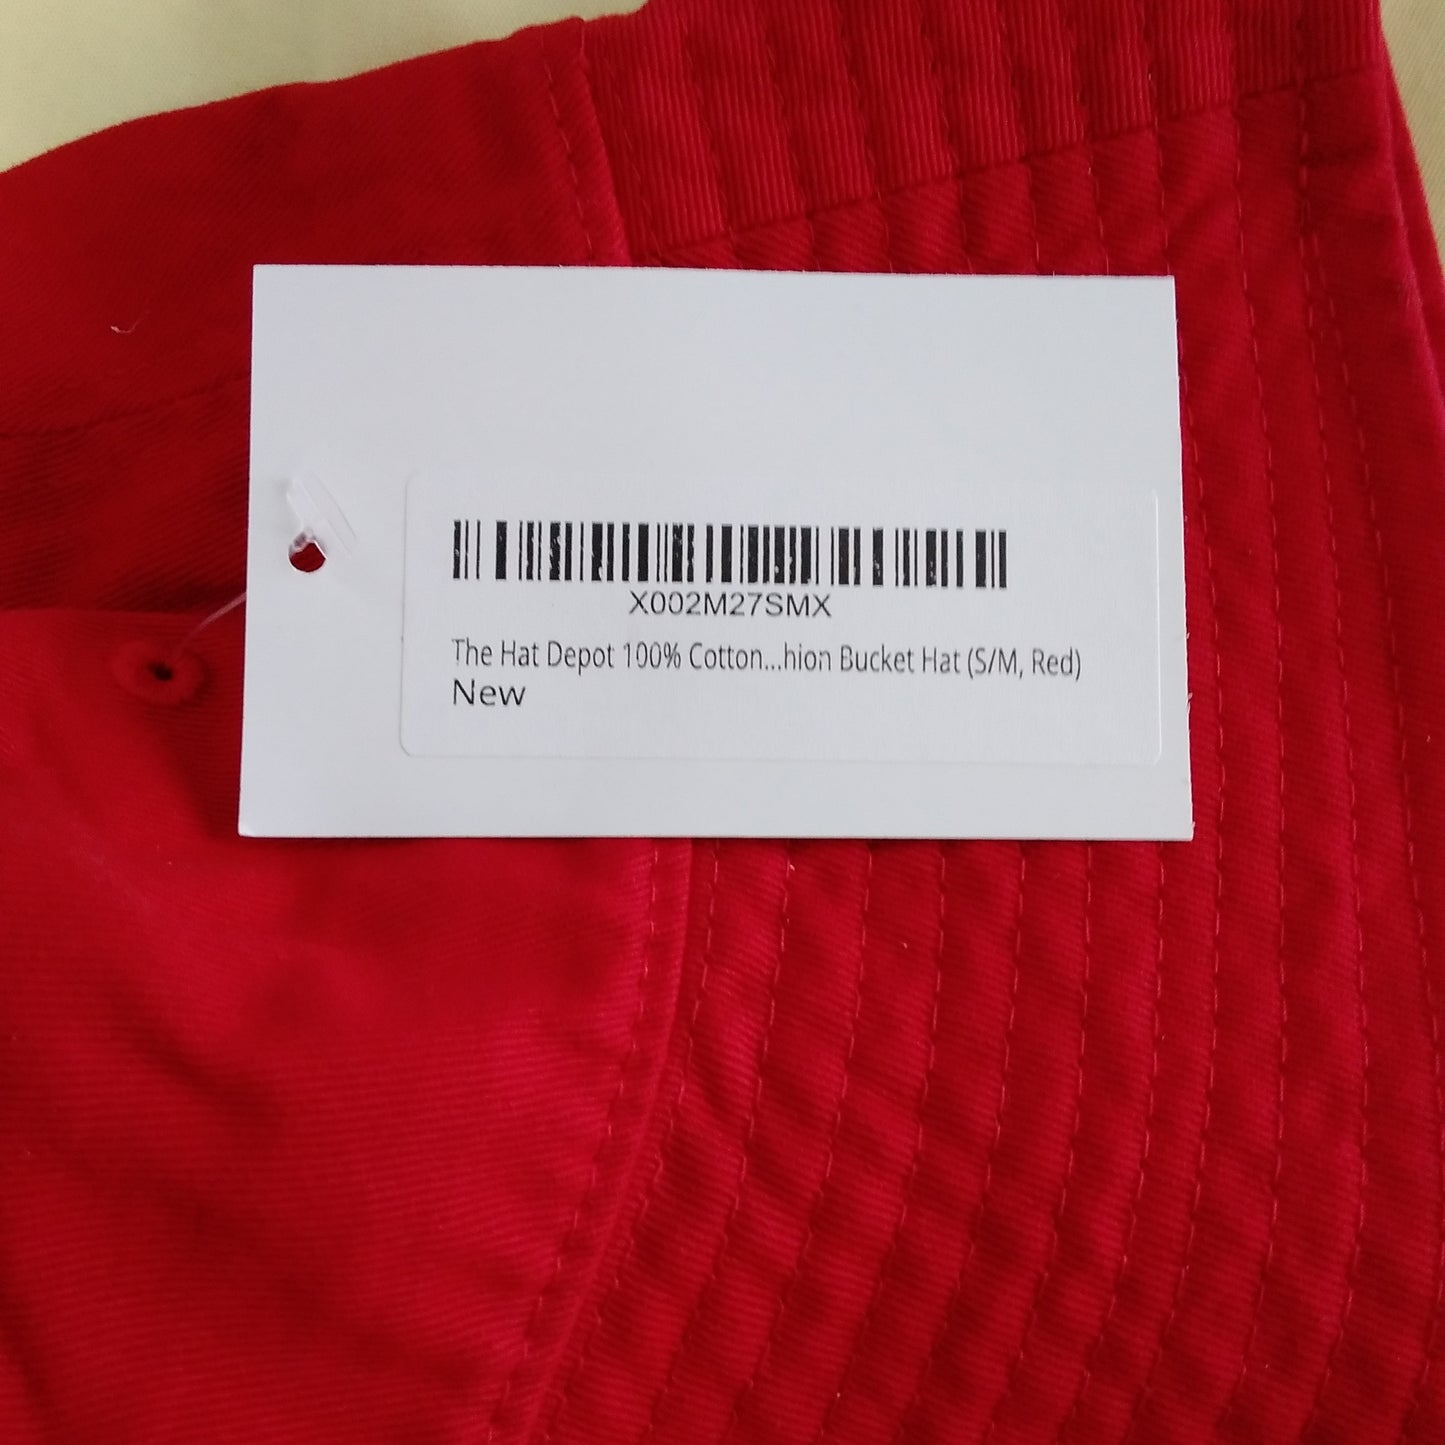 X002M27SMX
The Hat Depot 100% Cotton...hion Bucket Hat (S/M, Red)
New